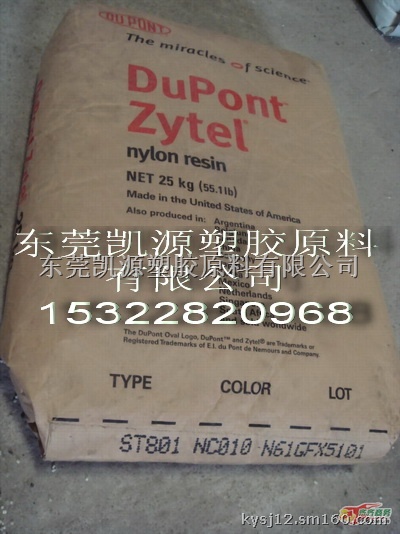 DU PONT
The miracles of science
DuPont
Zytel®
nylon resin
NET 25 kg (55.1lb)
Made in the United States of America
Also produced in: Argentina
东莞凯源塑胶原料
东莞凯源塑胶原料有限公司
有限公司
Mexico
Netherlands
15322820968
The DuPont Oval Logo, DuPont™ and Zytel® are Trademarks or
Registered Trademarks of E.I. du Pont de Nemours and Company
TYPE COLOR LOT
ST801 NC010 N61GFX5101
kysj12.sm160.com